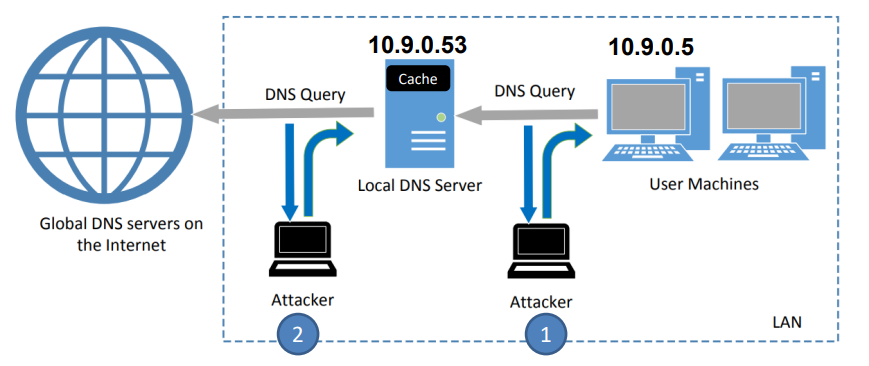 10.9.0.53
10.9.0.5
Cache
DNS Query
DNS Query
Local DNS Server
User Machines
Global DNS servers on
the Internet
Attacker
Attacker
2
1
LAN